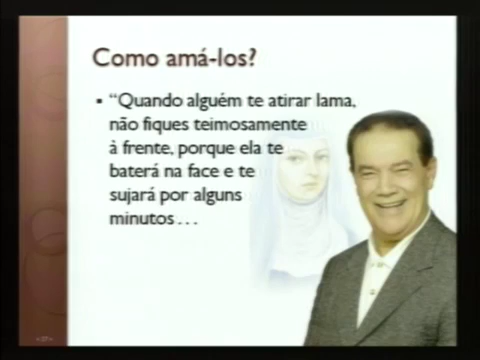 Como amá-los?
▪ “Quando alguém te atirar lama,
não fiques teimosamente
à frente, porque ela te
baterá na face e te
sujará por alguns
minutos...